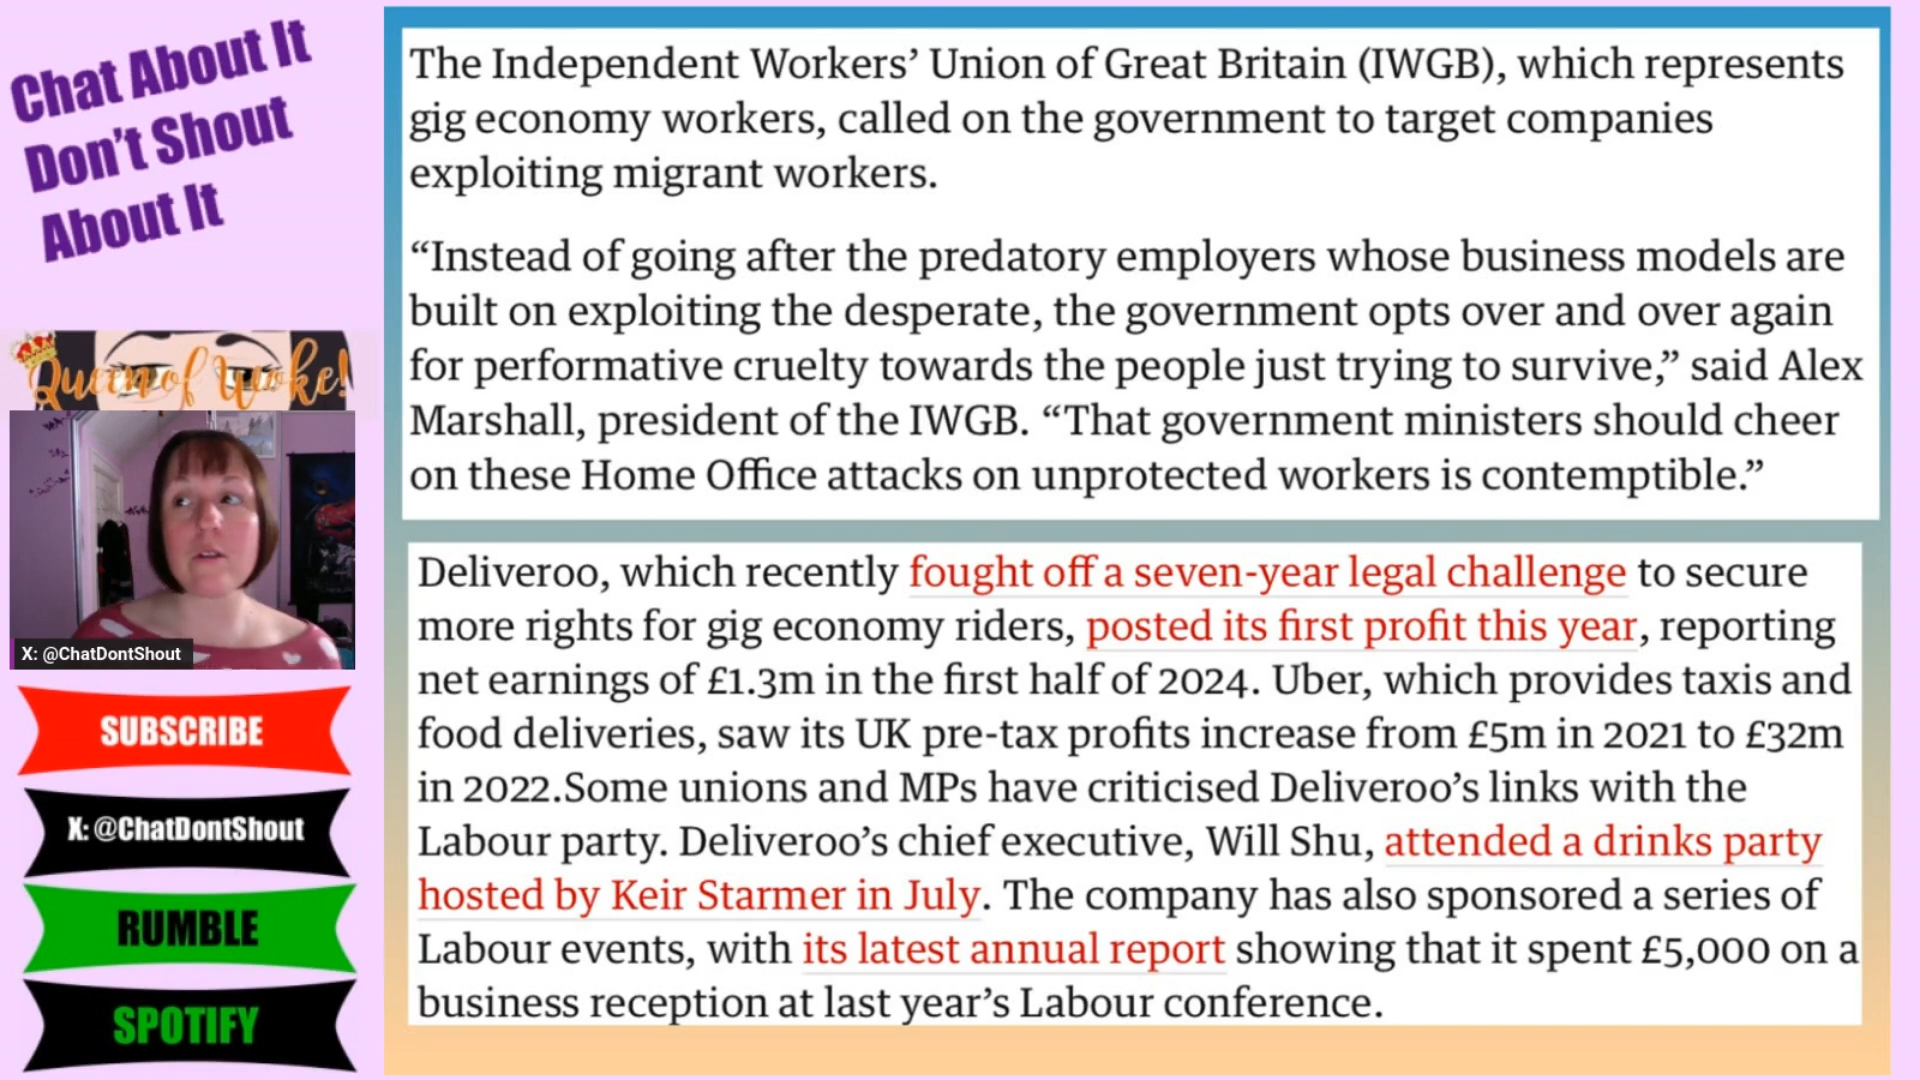 Chat About It
Don't Shout
About It
Queen of Woke!
X: @ChatDontShout
SUBSCRIBE
X: @ChatDontShout
RUMBLE
SPOTIFY
The Independent Workers’ Union of Great Britain (IWGB), which represents
gig economy workers, called on the government to target companies
exploiting migrant workers.
“Instead of going after the predatory employers whose business models are
built on exploiting the desperate, the government opts over and over again
for performative cruelty towards the people just trying to survive,” said Alex
Marshall, president of the IWGB. “That government ministers should cheer
on these Home Office attacks on unprotected workers is contemptible.”
Deliveroo, which recently fought off a seven-year legal challenge to secure
more rights for gig economy riders, posted its first profit this year, reporting
net earnings of £1.3m in the first half of 2024. Uber, which provides taxis and
food deliveries, saw its UK pre-tax profits increase from £5m in 2021 to £32m
in 2022.Some unions and MPs have criticised Deliveroo’s links with the
Labour party. Deliveroo’s chief executive, Will Shu, attended a drinks party
hosted by Keir Starmer in July. The company has also sponsored a series of
Labour events, with its latest annual report showing that it spent £5,000 on a
business reception at last year’s Labour conference.